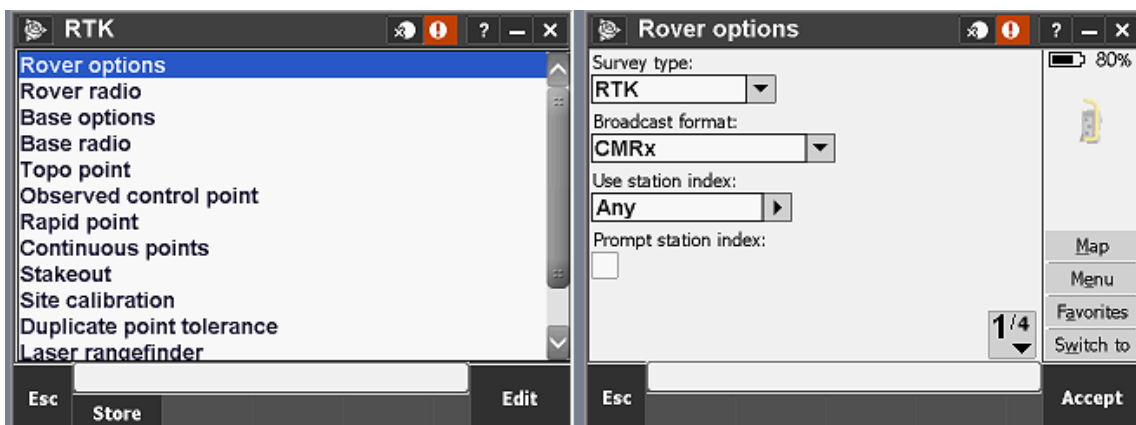 RTK
? – ×
Rover options
Rover radio
Base options
Base radio
Topo point
Observed control point
Rapid point
Continuous points
Stakeout
Site calibration
Duplicate point tolerance
Laser rangefinder
Esc
Store
Edit
Rover options
? – ×
80%
Survey type:
RTK
Broadcast format:
CMRx
Use station index:
Any
Prompt station index:
1/4
Map
Menu
Favorites
Switch to
Esc
Accept